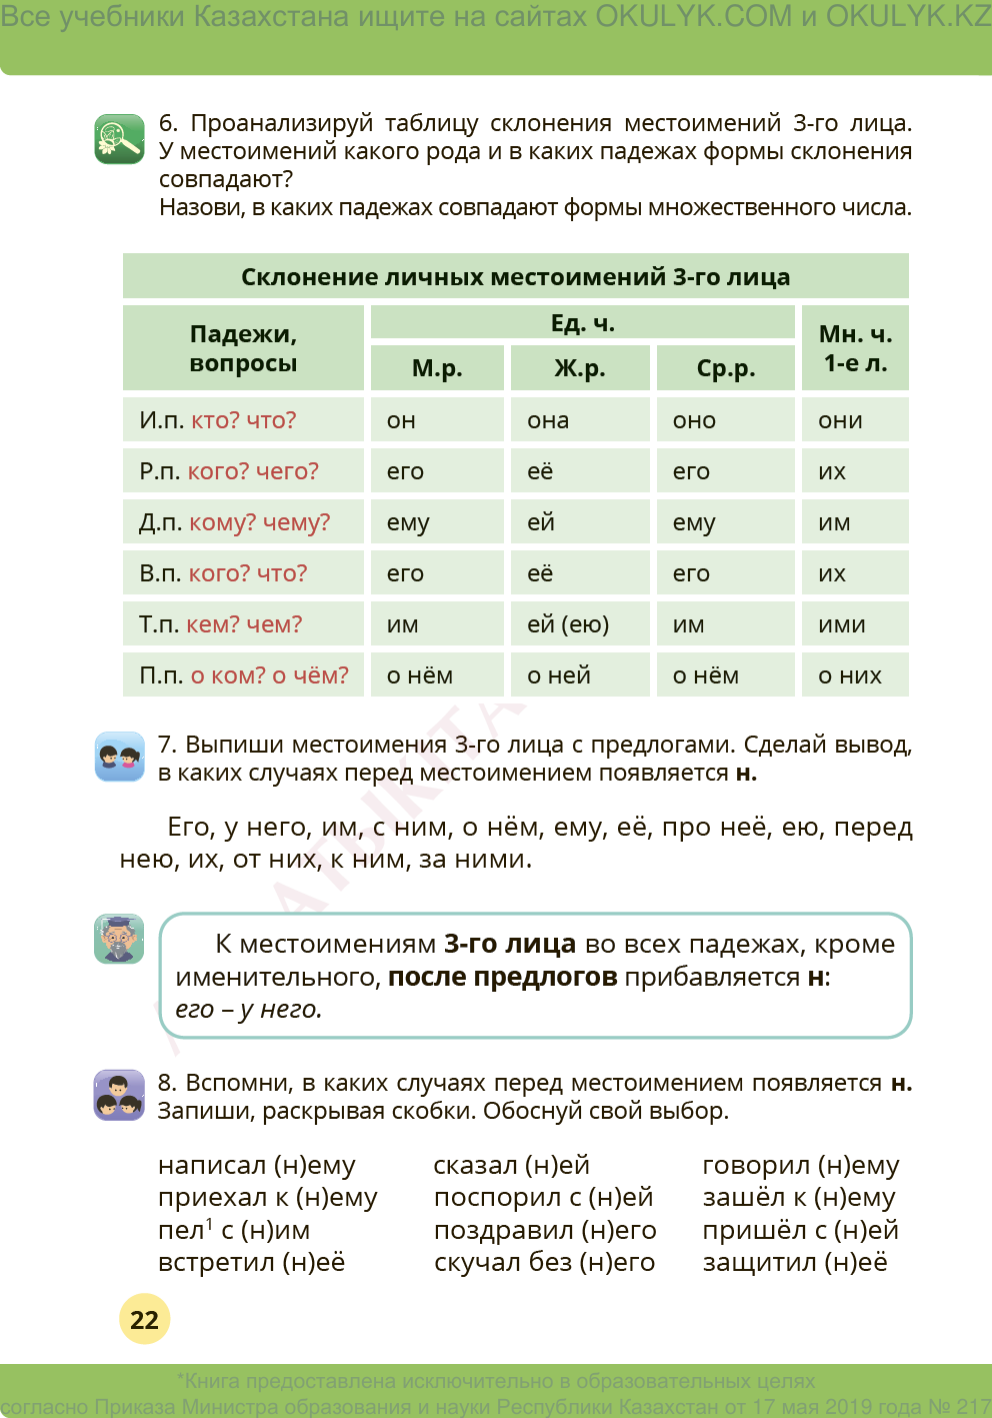 Все учебники Казахстана ищите на сайтах OKULYK.COM и OKULYK.KZ
6. Проанализируй таблицу склонения местоимений 3-го лица.
У местоимений какого рода и в каких падежах формы склонения
совпадают?
Назови, в каких падежах совпадают формы множественного числа.
Склонение личных местоимений 3-го лица
Падежи, вопросы
Ед. ч.
Мн. ч. 1-е л.
М.р. Ж.р. Ср.р.
И.п. кто? что? он она оно они
Р.п. кого? чего? его её его их
Д.п. кому? чему? ему ей ему им
В.п. кого? что? его её его их
Т.п. кем? чем? им ей (ею) им ими
П.п. о ком? о чём? о нём о ней о нём о них
7. Выпиши местоимения 3-го лица с предлогами. Сделай вывод,
в каких случаях перед местоимением появляется н.
Его, у него, им, с ним, о нём, ему, её, про неё, ею, перед
нею, их, от них, к ним, за ними.
К местоимениям 3-го лица во всех падежах, кроме
именительного, после предлогов прибавляется н:
его – у него.
8. Вспомни, в каких случаях перед местоимением появляется н.
Запиши, раскрывая скобки. Обоснуй свой выбор.
написал (н)ему сказал (н)ей говорил (н)ему
приехал к (н)ему поспорил с (н)ей зашёл к (н)ему
пел¹ с (н)им поздравил (н)его пришёл с (н)ей
встретил (н)её скучал без (н)его защитил (н)её
22
*Книга предоставлена исключительно в образовательных целях
согласно Приказа Министра образования и науки Республики Казахстан от 17 мая 2019 года № 217